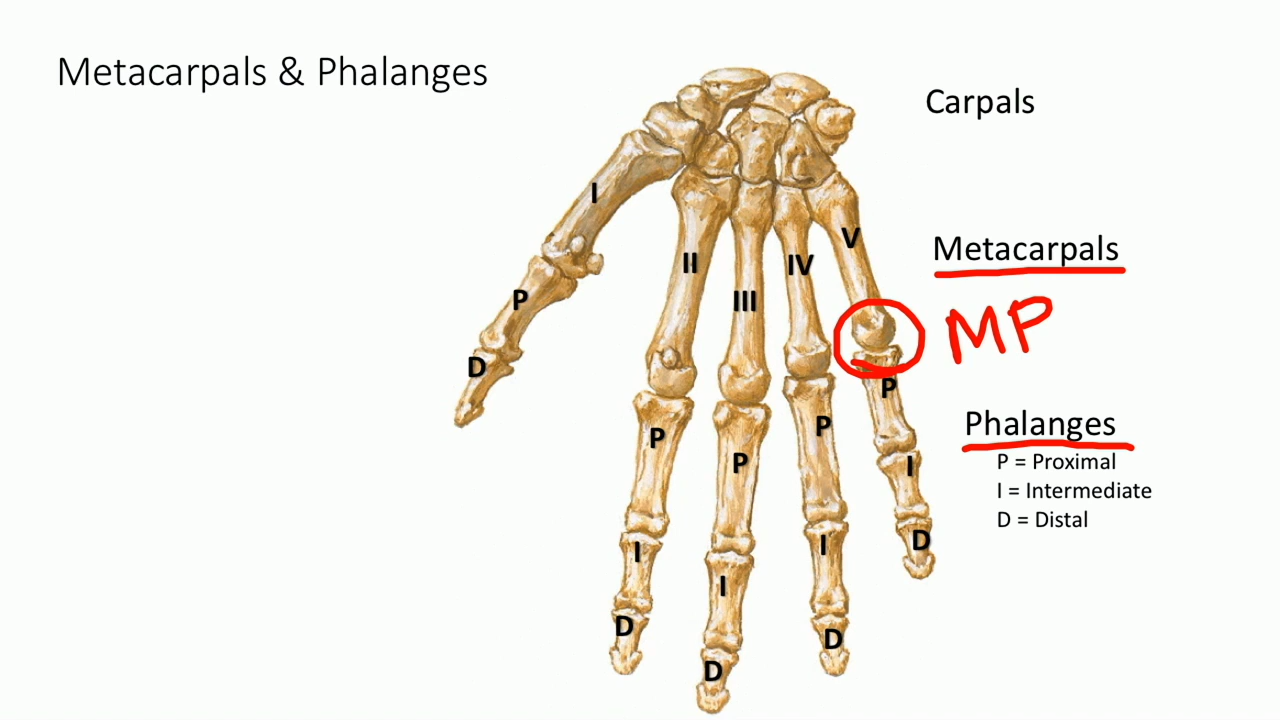 Metacarpals & Phalanges
Carpals
I
V
Metacarpals
II
IV
P
III
MP
D
P
Phalanges
P
P
P
P = Proximal
I
I = Intermediate
D = Distal
I
I
D
I
D
D
D